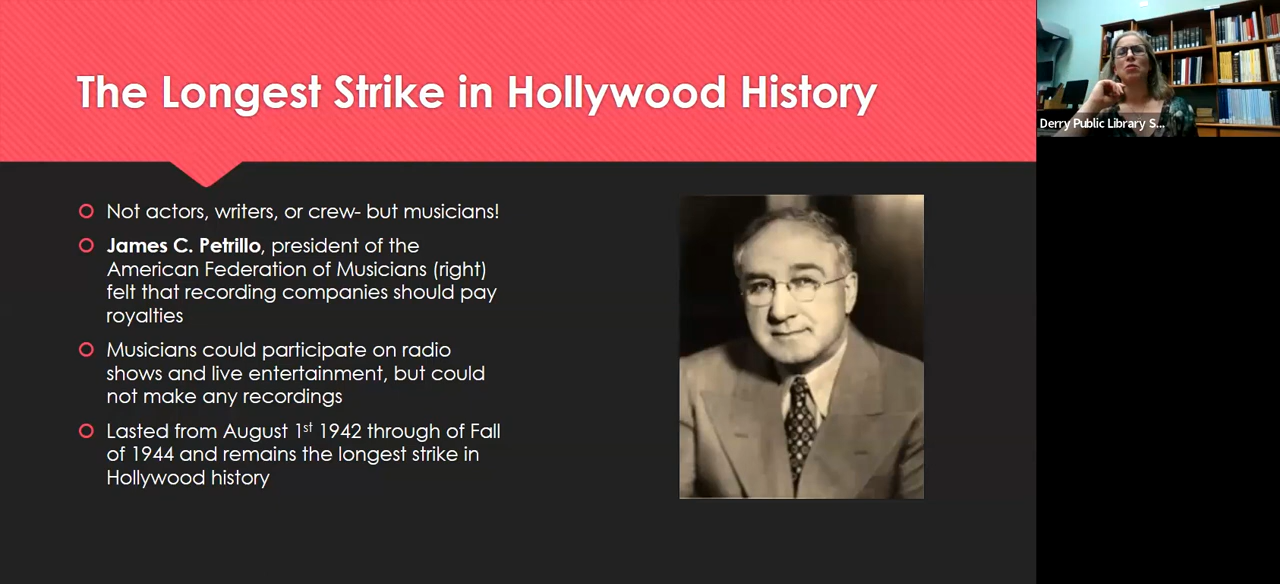 The Longest Strike in Hollywood History
Derry Public Library S...
Not actors, writers, or crew- but musicians!
James C. Petrillo, president of the
American Federation of Musicians (right)
felt that recording companies should pay
royalties
Musicians could participate on radio
shows and live entertainment, but could
not make any recordings
Lasted from August 1st 1942 through of Fall
of 1944 and remains the longest strike in
Hollywood history